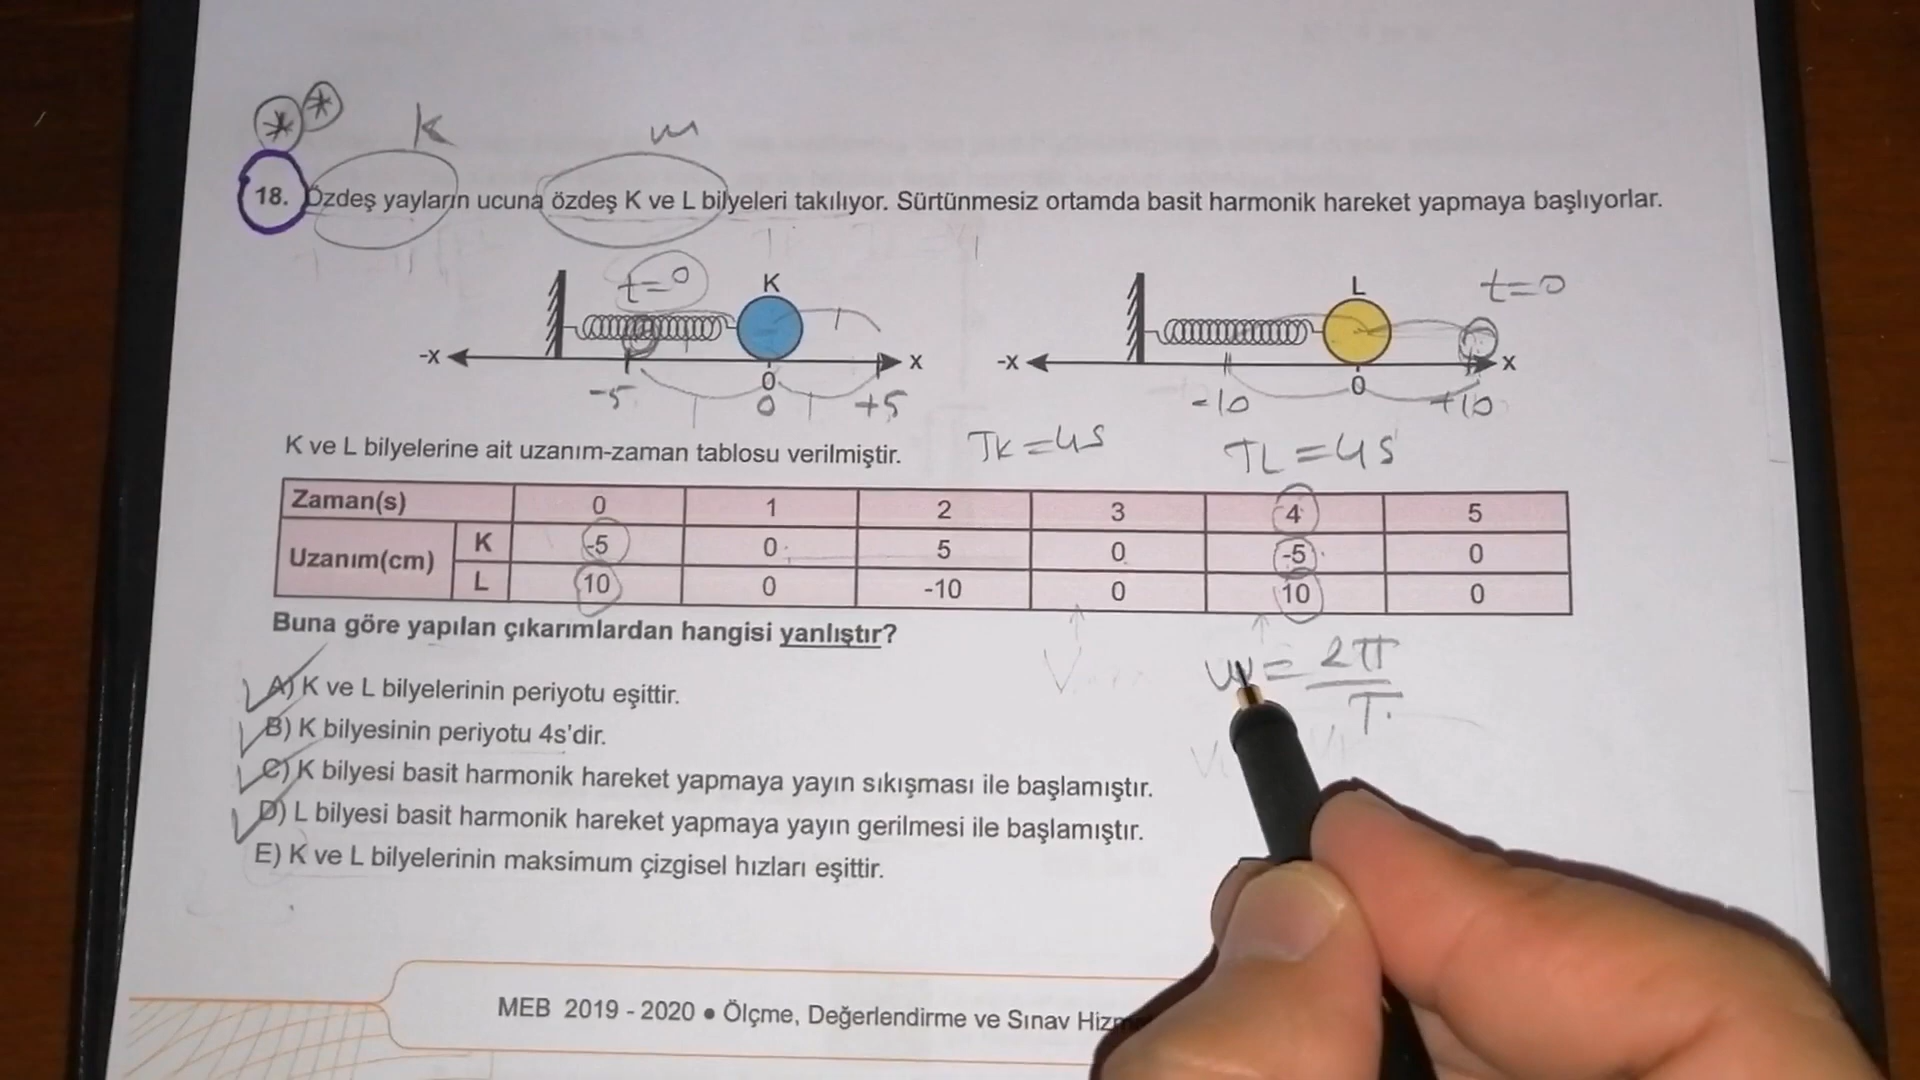 K m
18. Özdeş yayların ucuna özdeş K ve L bilyeleri takılıyor. Sürtünmesiz ortamda basit harmonik hareket yapmaya başlıyorlar.
t=0 K L t=0
-x x -x x
0 0
-5 0 +5 -10 +10
K ve L bilyelerine ait uzanım-zaman tablosu verilmiştir. TK=4s TL=4s
Zaman(s) 0 1 2 3 4 5
Uzanım(cm) K -5 0 5 0 -5 0
L 10 0 -10 0 10 0
Buna göre yapılan çıkarımlardan hangisi yanlıştır?
w = 2π
T
A) K ve L bilyelerinin periyotu eşittir.
B) K bilyesinin periyotu 4s'dir.
C) K bilyesi basit harmonik hareket yapmaya yayın sıkışması ile başlamıştır.
D) L bilyesi basit harmonik hareket yapmaya yayın gerilmesi ile başlamıştır.
E) K ve L bilyelerinin maksimum çizgisel hızları eşittir.
MEB 2019 - 2020 ● Ölçme, Değerlendirme ve Sınav